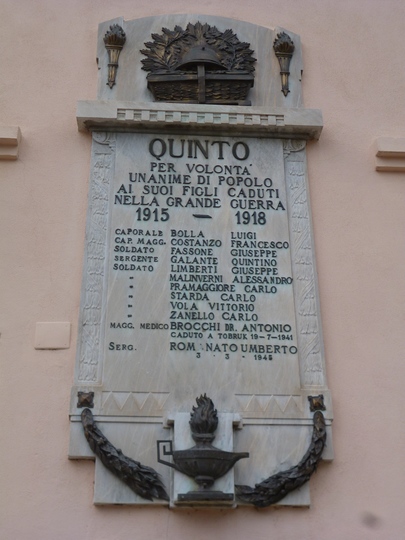 QUINTO
PER VOLONTA'
UNANIME DI POPOLO
AI SUOI FIGLI CADUTI
NELLA GRANDE GUERRA
1915 — 1918
CAPORALE BOLLA LUIGI
CAP. MAGG. COSTANZO FRANCESCO
SOLDATO FASSONE GIUSEPPE
SERGENTE GALANTE QUINTINO
SOLDATO LIMBERTI GIUSEPPE
" MALINVERNI ALESSANDRO
" PRAMAGGIORE CARLO
" STARDA CARLO
" VOLA VITTORIO
" ZANELLO CARLO
MAGG. MEDICO BROCCHI DR. ANTONIO
CADUTO A TOBRUK 19-7-1941
SERG. ROM NATO UMBERTO
3-3-1945